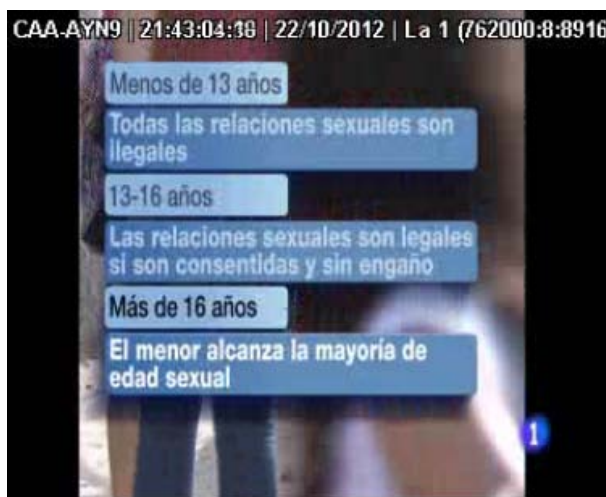 CAA-AYN9 | 21:43:04:38 | 22/10/2012 | La 1 (762000:8:8916
Menos de 13 años
Todas las relaciones sexuales son
ilegales
13-16 años
Las relaciones sexuales son legales
si son consentidas y sin engaño
Más de 16 años
El menor alcanza la mayoría de
edad sexual
1